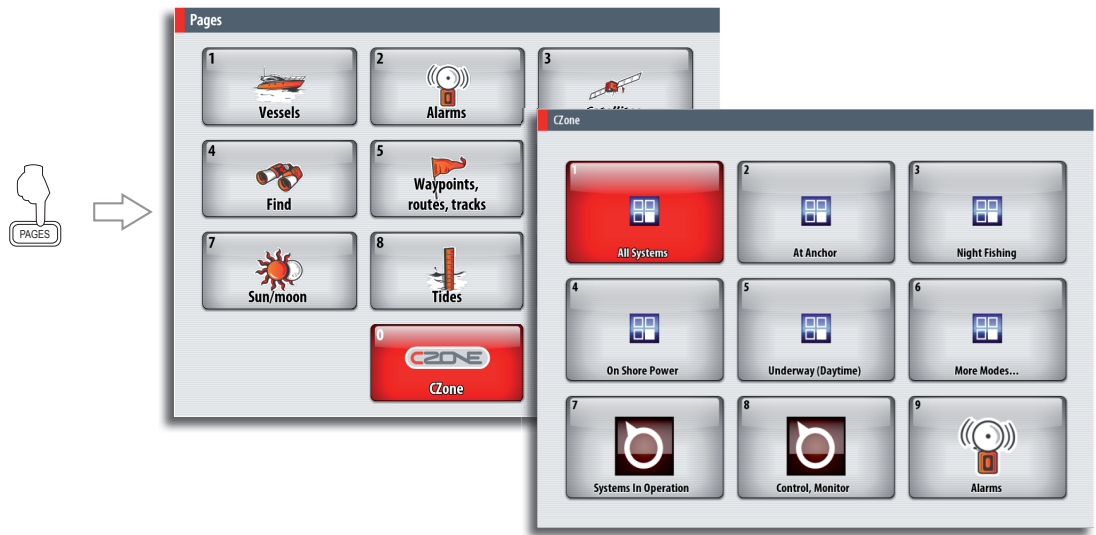 PAGES
Pages
1
Vessels
2
Alarms
3
4
Find
5
Waypoints,
routes, tracks
7
Sun/moon
8
Tides
0
CZONE
CZone
CZone
1
All Systems
2
At Anchor
3
Night Fishing
4
On Shore Power
5
Underway (Daytime)
6
More Modes...
7
Systems In Operation
8
Control, Monitor
9
Alarms